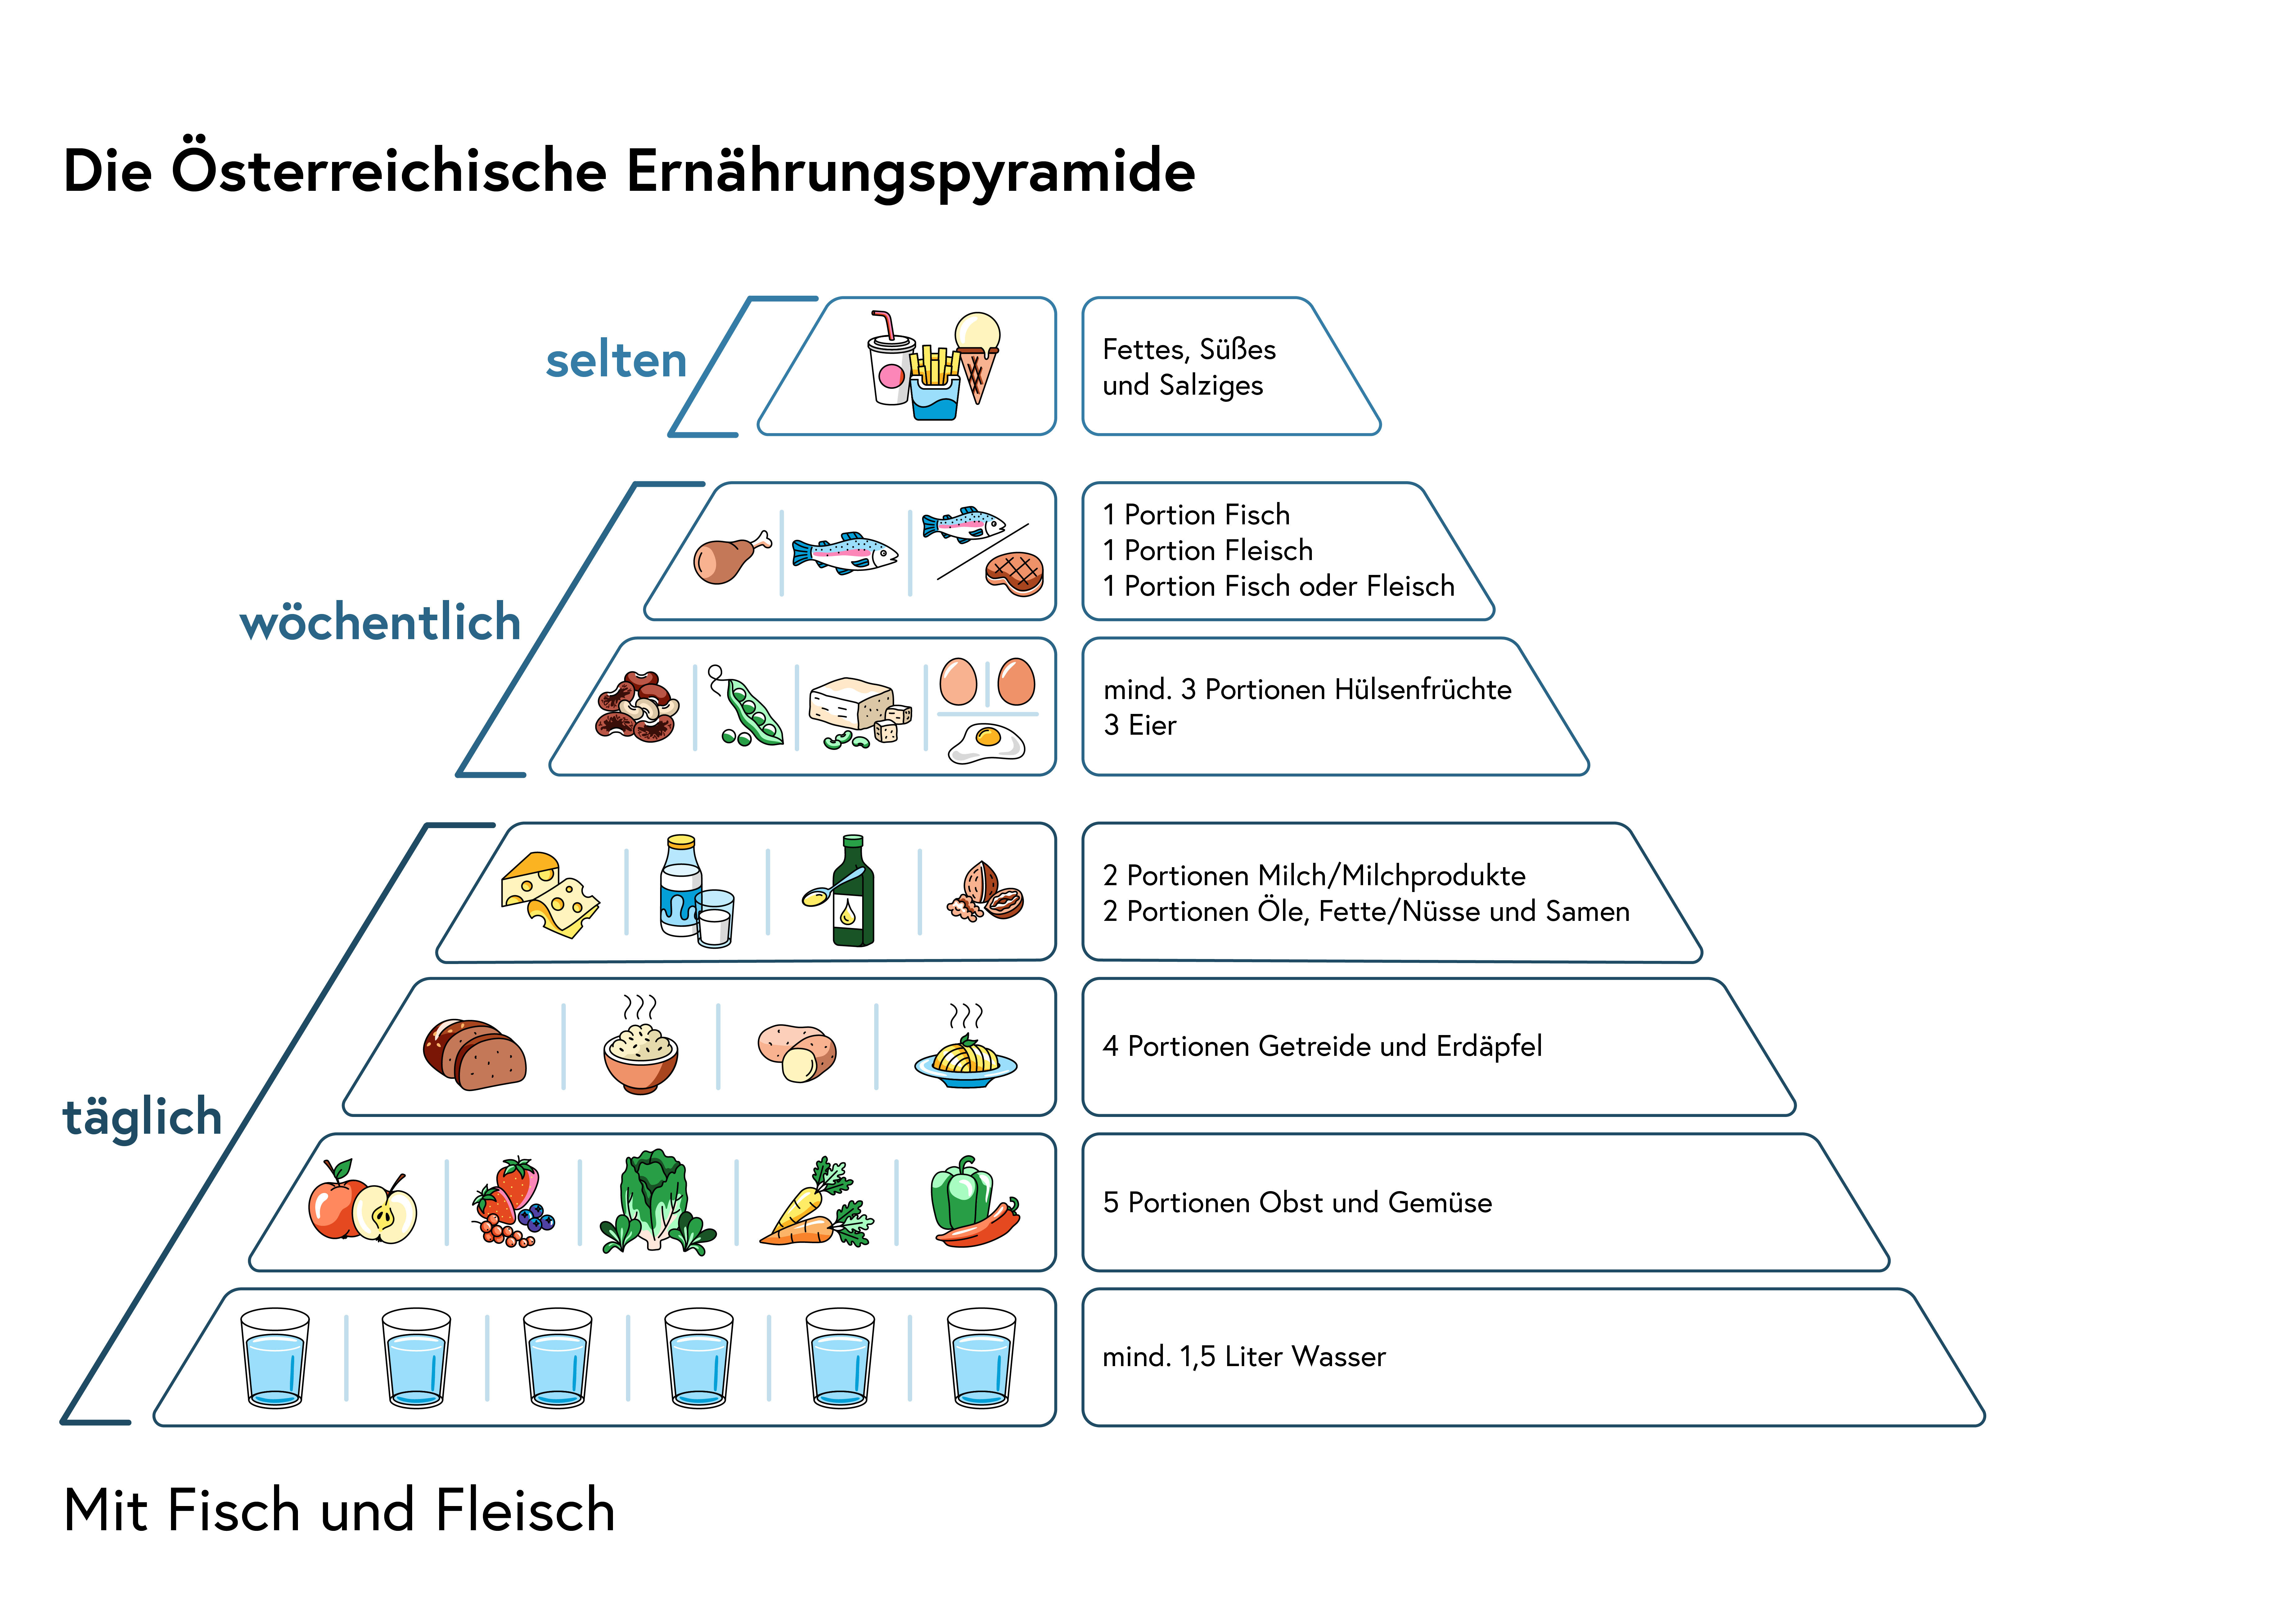 Die Österreichische Ernährungspyramide
selten
Fettes, Süßes
und Salziges
wöchentlich
1 Portion Fisch
1 Portion Fleisch
1 Portion Fisch oder Fleisch
mind. 3 Portionen Hülsenfrüchte
3 Eier
täglich
2 Portionen Milch/Milchprodukte
2 Portionen Öle, Fette/Nüsse und Samen
4 Portionen Getreide und Erdäpfel
5 Portionen Obst und Gemüse
mind. 1,5 Liter Wasser
Mit Fisch und Fleisch